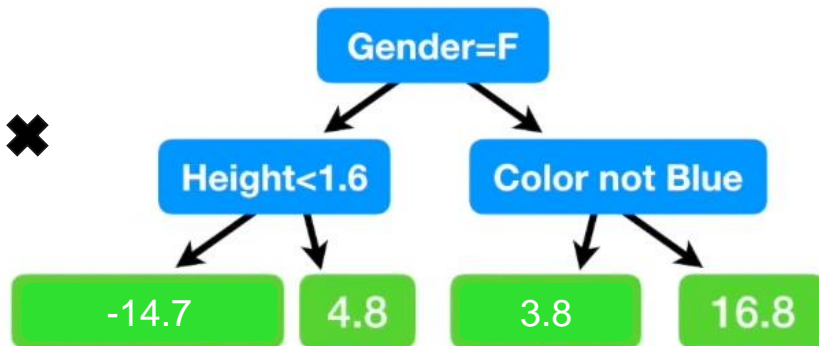 Gender=F
Height<1.6
Color not Blue
-14.7
4.8
3.8
16.8